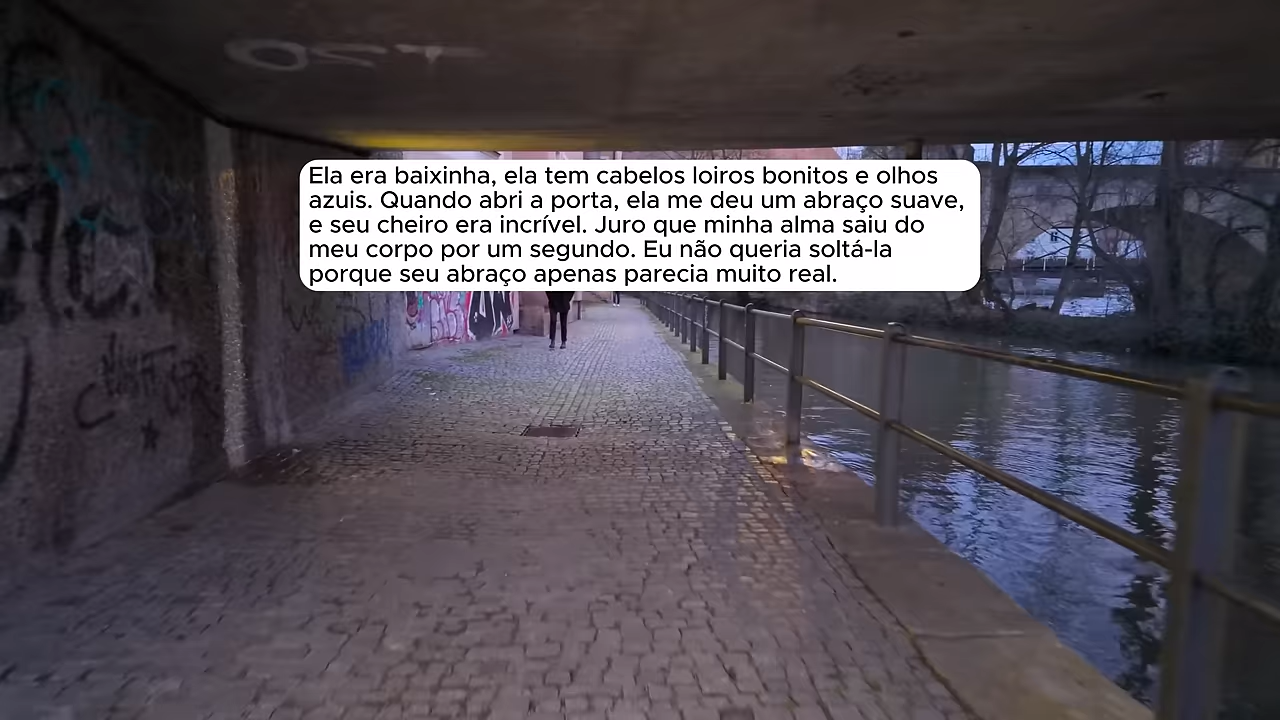 OST
Ela era baixinha, ela tem cabelos loiros bonitos e olhos
azuis. Quando abri a porta, ela me deu um abraço suave,
e seu cheiro era incrível. Juro que minha alma saiu do
meu corpo por um segundo. Eu não queria soltá-la
porque seu abraço apenas parecia muito real.